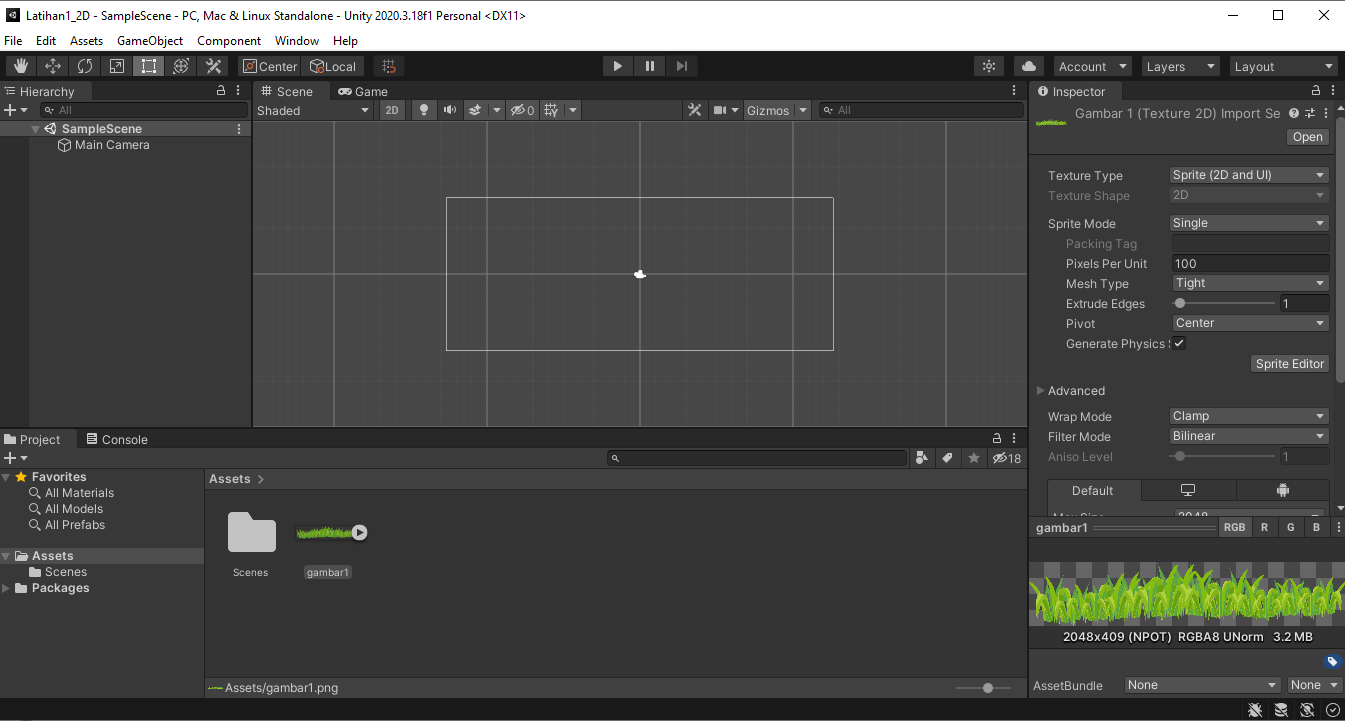 Latihan1_2D - SampleScene - PC, Mac & Linux Standalone - Unity 2020.3.18f1 Personal <DX11>
File Edit Assets GameObject Component Window Help
Center Local Account Layers Layout
Hierarchy
All
SampleScene
Main Camera
Scene Game
Shaded 2D 0 Gizmos All
Inspector
Gambar 1 (Texture 2D) Import Se
Open
Texture Type Sprite (2D and UI)
Texture Shape 2D
Sprite Mode Single
Packing Tag
Pixels Per Unit 100
Mesh Type Tight
Extrude Edges 1
Pivot Center
Generate Physics S
Sprite Editor
Advanced
Wrap Mode Clamp
Filter Mode Bilinear
Aniso Level 1
Default
Max Size 2048
gambar1 RGB R G B
2048x409 (NPOT) RGBA8 UNorm 3.2 MB
AssetBundle None None
Project Console
18
Favorites
All Materials
All Models
All Prefabs
Assets
Scenes
Packages
Assets
Scenes gambar1
Assets/gambar1.png